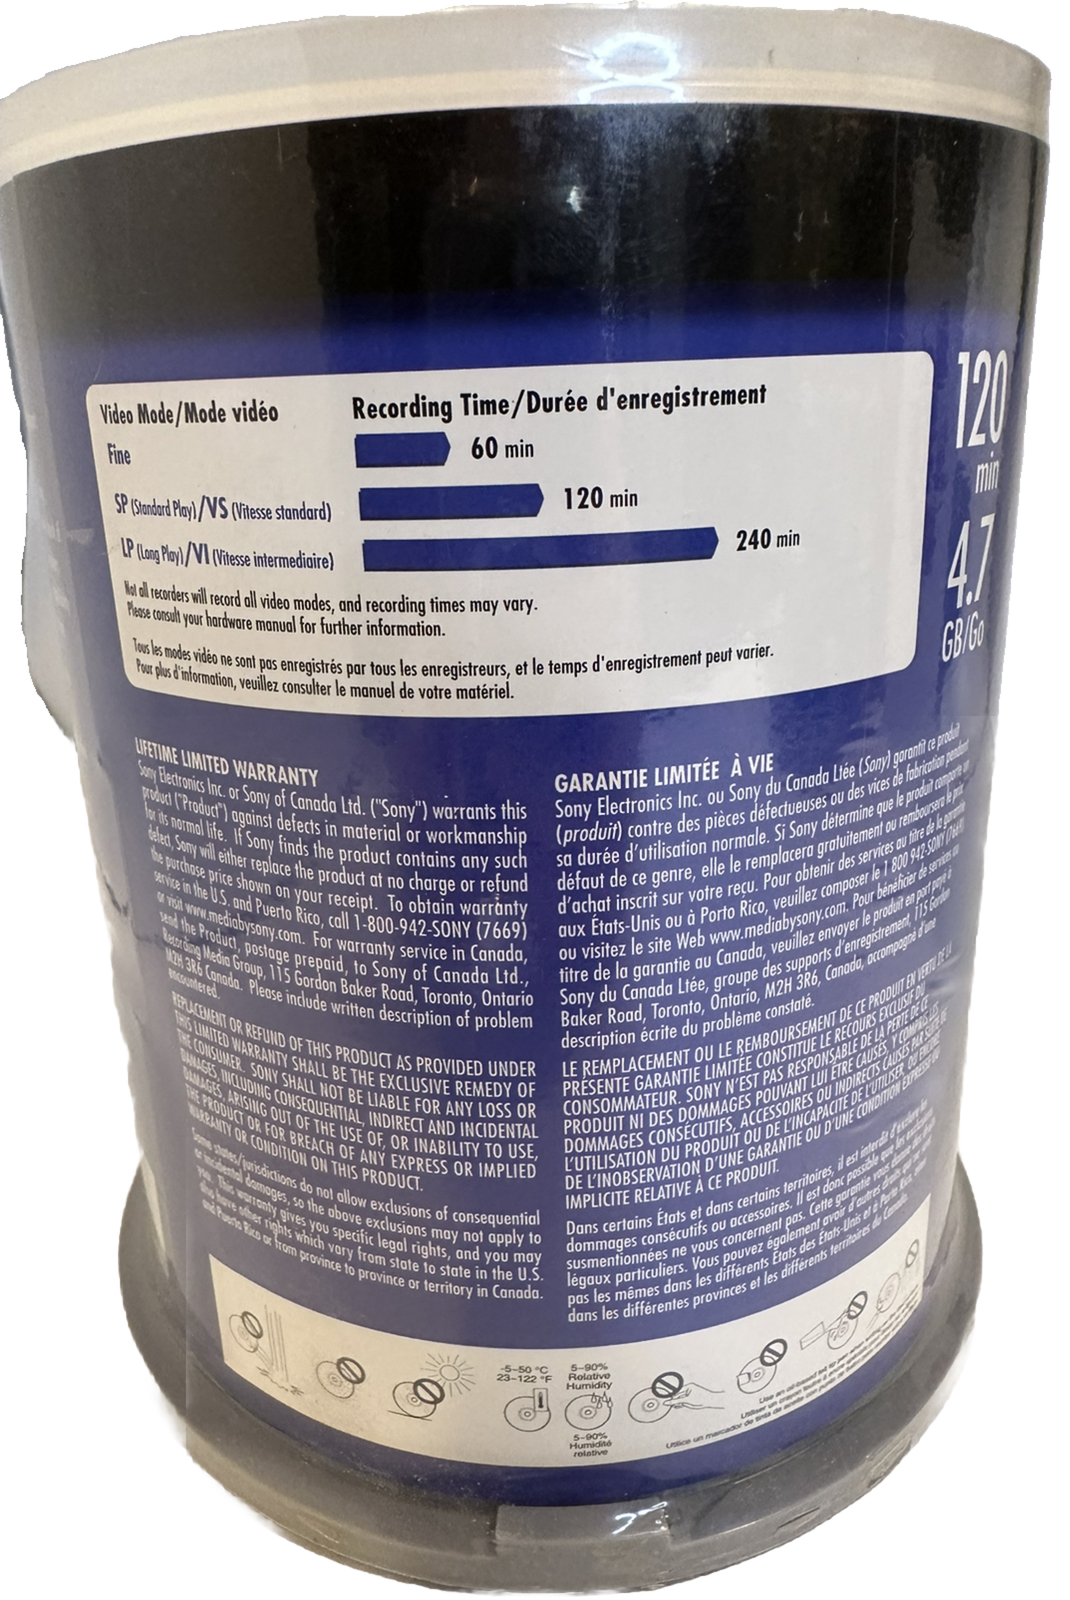 Video Mode/Mode vidéo
Recording Time/Durée d'enregistrement
Fine
60 min
SP (Standard Play)/VS (Vitesse standard)
120 min
LP (Long Play)/VI (Vitesse intermediaire)
240 min
Not all recorders will record all video modes, and recording times may vary.
Please consult your hardware manual for further information.
Tous les modes vidéo ne sont pas enregistrés par tous les enregistreurs, et le temps d'enregistrement peut varier.
Pour plus d'information, veuillez consulter le manuel de votre matériel.
120
min
4.7
GB/Go
LIFETIME LIMITED WARRANTY
Sony Electronics Inc. or Sony of Canada Ltd. ("Sony") warrants this
product ("Product") against defects in material or workmanship
for its normal life. If Sony finds the product contains any such
defect, Sony will either replace the product at no charge or refund
the purchase price shown on your receipt. To obtain warranty
service in the U.S. and Puerto Rico, call 1-800-942-SONY (7669)
or visit www.mediabysony.com. For warranty service in Canada,
send the Product, postage prepaid, to Sony of Canada Ltd.,
Recording Media Group, 115 Gordon Baker Road, Toronto, Ontario
M2H 3R6 Canada. Please include written description of problem
encountered.
REPLACEMENT OR REFUND OF THIS PRODUCT AS PROVIDED UNDER
THIS LIMITED WARRANTY SHALL BE THE EXCLUSIVE REMEDY OF
THE CONSUMER. SONY SHALL NOT BE LIABLE FOR ANY LOSS OR
DAMAGES, INCLUDING CONSEQUENTIAL, INDIRECT AND INCIDENTAL
DAMAGES, ARISING OUT OF THE USE OF, OR INABILITY TO USE,
THE PRODUCT OR FOR BREACH OF ANY EXPRESS OR IMPLIED
WARRANTY OR CONDITION ON THIS PRODUCT.
Some states/jurisdictions do not allow exclusions of consequential
or incidental damages, so the above exclusions may not apply to
you. This warranty gives you specific legal rights, and you may
also have other rights which vary from state to state in the U.S.
and Puerto Rico or from province to province or territory in Canada.
GARANTIE LIMITÉE À VIE
Sony Electronics Inc. ou Sony du Canada Ltée (Sony) garantit ce produit
(produit) contre des pièces défectueuses ou des vices de fabrication pendant
sa durée d'utilisation normale. Si Sony détermine que le produit comporte un
défaut de ce genre, elle le remplacera gratuitement ou remboursera le prix
d'achat inscrit sur votre reçu. Pour obtenir des services au titre de la garantie
aux États-Unis ou à Porto Rico, veuillez composer le 1 800 942-SONY (7669)
ou visitez le site Web www.mediabysony.com. Pour bénéficier de services au
titre de la garantie au Canada, veuillez envoyer le produit en port payé à
Sony du Canada Ltée, groupe des supports d'enregistrement, 115 Gordon
Baker Road, Toronto, Ontario, M2H 3R6, Canada, accompagné d'une
description écrite du problème constaté.
LE REMPLACEMENT OU LE REMBOURSEMENT DE CE PRODUIT EN VERTU DE LA
PRÉSENTE GARANTIE LIMITÉE CONSTITUE LE RECOURS EXCLUSIF DU
CONSOMMATEUR. SONY N'EST PAS RESPONSABLE DE LA PERTE DE CE
PRODUIT NI DES DOMMAGES POUVANT LUI ÊTRE CAUSÉS, Y COMPRIS LES
DOMMAGES CONSÉCUTIFS, ACCESSOIRES OU INDIRECTS CAUSÉS PAR SUITE DE
L'UTILISATION DU PRODUIT OU DE L'INCAPACITÉ DE L'UTILISER, OU ENCORE
DE L'INOBSERVATION D'UNE GARANTIE OU D'UNE CONDITION EXPRESSE OU
IMPLICITE RELATIVE À CE PRODUIT.
Dans certains États et dans certains territoires, il est interdit d'exclure les
dommages consécutifs ou accessoires. Il est donc possible que les exclusions
susmentionnées ne vous concernent pas. Cette garantie vous donne des droits
légaux particuliers. Vous pouvez également avoir d'autres droits qui ne sont
pas les mêmes dans les différents États des États-Unis et à Porto Rico, et
dans les différentes provinces et les différents territoires du Canada.
-5–50 °C
23–122 °F
5–90%
Relative
Humidity
5–90%
Humidité
relative
Use an oil-based felt tip pen when writing
Utiliser un crayon feutre à encre
Utilice un marcador de tinta de aceite con punta de